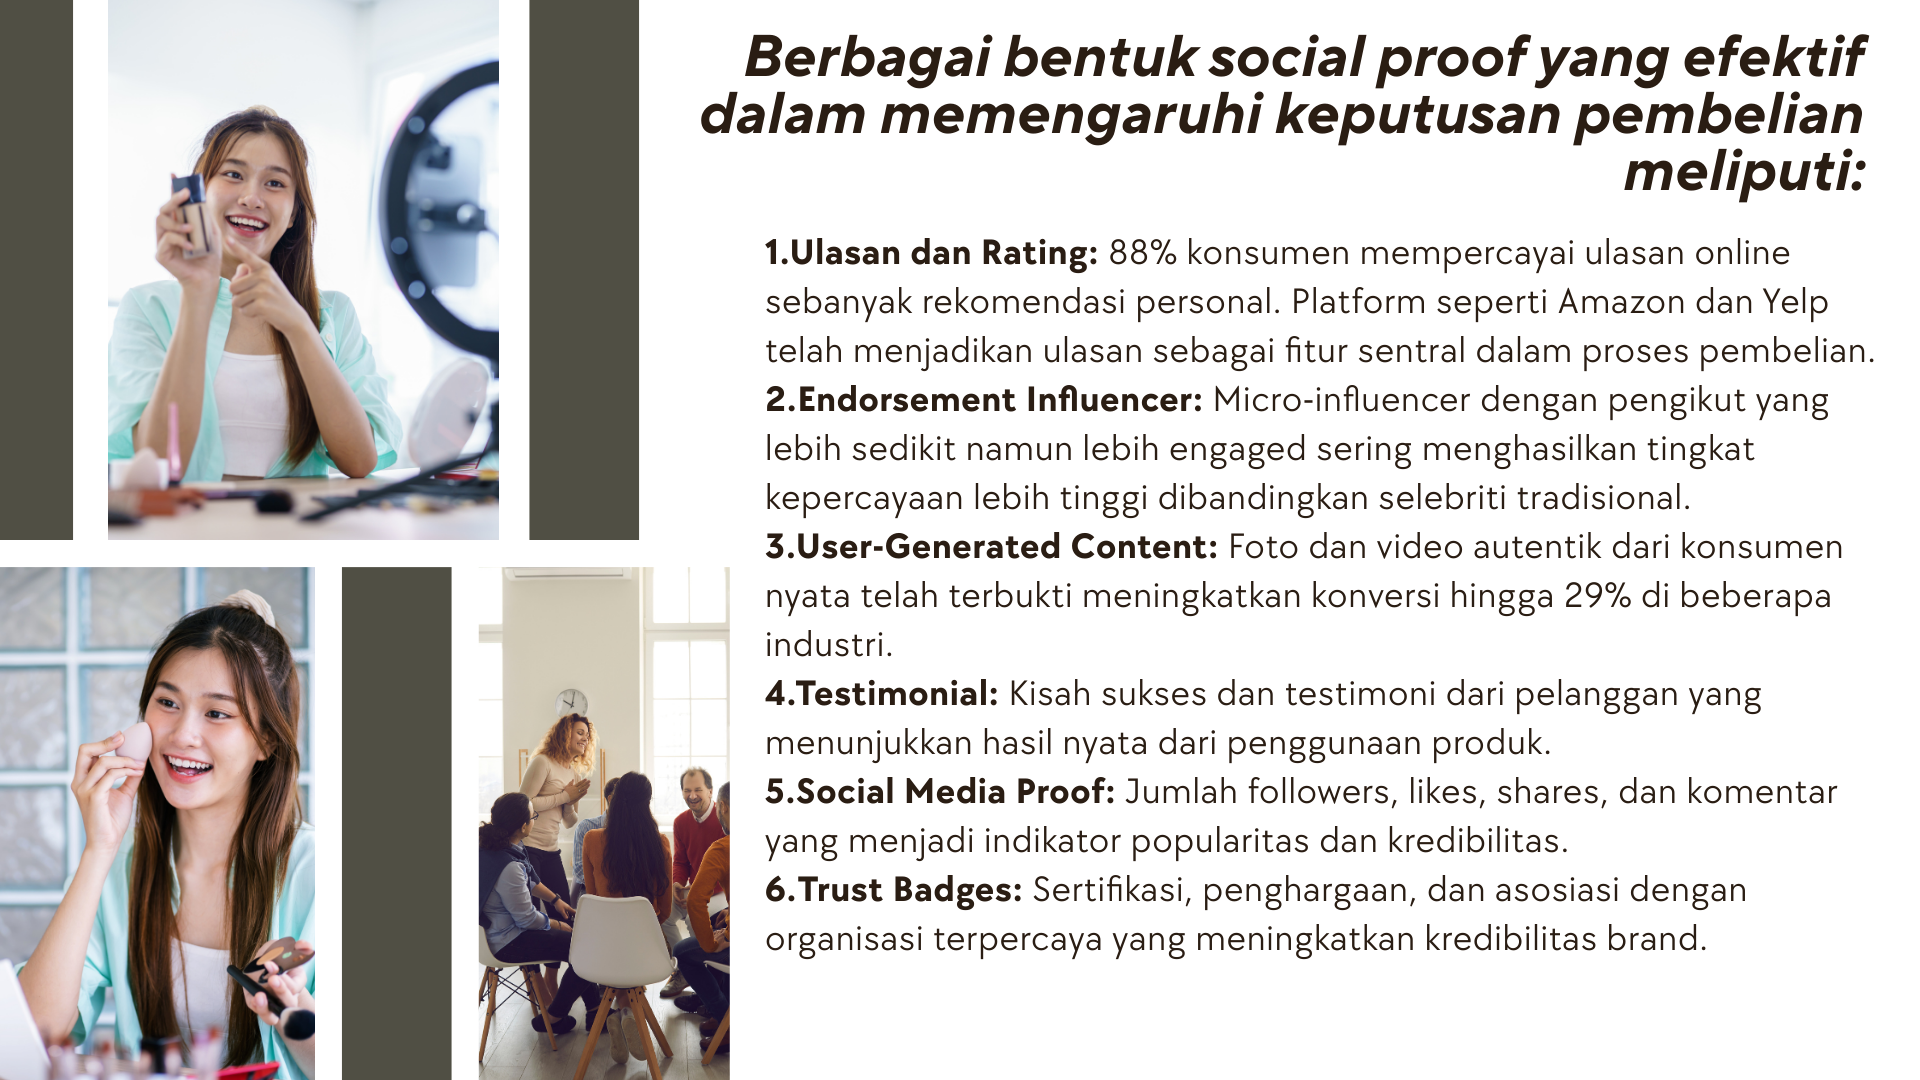 Berbagai bentuk social proof yang efektif
dalam memengaruhi keputusan pembelian
meliputi:
1.Ulasan dan Rating: 88% konsumen mempercayai ulasan online
sebanyak rekomendasi personal. Platform seperti Amazon dan Yelp
telah menjadikan ulasan sebagai fitur sentral dalam proses pembelian.
2.Endorsement Influencer: Micro-influencer dengan pengikut yang
lebih sedikit namun lebih engaged sering menghasilkan tingkat
kepercayaan lebih tinggi dibandingkan selebriti tradisional.
3.User-Generated Content: Foto dan video autentik dari konsumen
nyata telah terbukti meningkatkan konversi hingga 29% di beberapa
industri.
4.Testimonial: Kisah sukses dan testimoni dari pelanggan yang
menunjukkan hasil nyata dari penggunaan produk.
5.Social Media Proof: Jumlah followers, likes, shares, dan komentar
yang menjadi indikator popularitas dan kredibilitas.
6.Trust Badges: Sertifikasi, penghargaan, dan asosiasi dengan
organisasi terpercaya yang meningkatkan kredibilitas brand.